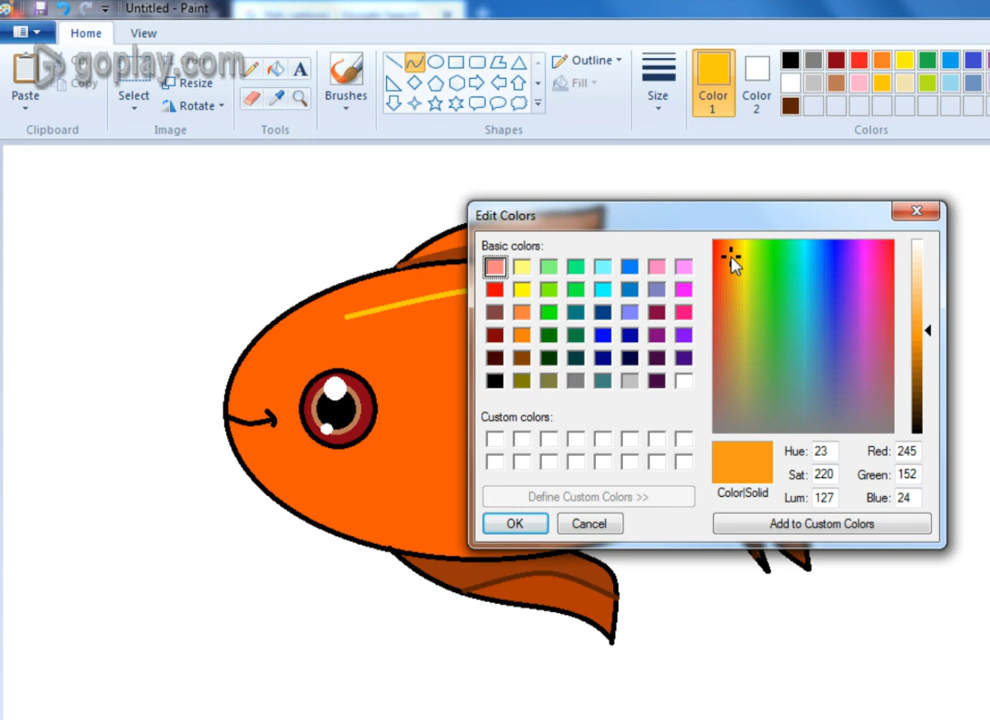 Untitled - Paint
Home
View
goplay.com
Paste
Copy
Clipboard
Select
Resize
Rotate
Image
A
Tools
Brushes
Outline
Fill
Shapes
Size
Color
1
Color
2
Colors
Edit Colors
Basic colors:
Custom colors:
Define Custom Colors >>
OK
Cancel
Color|Solid
Hue: 23
Sat: 220
Lum: 127
Red: 245
Green: 152
Blue: 24
Add to Custom Colors